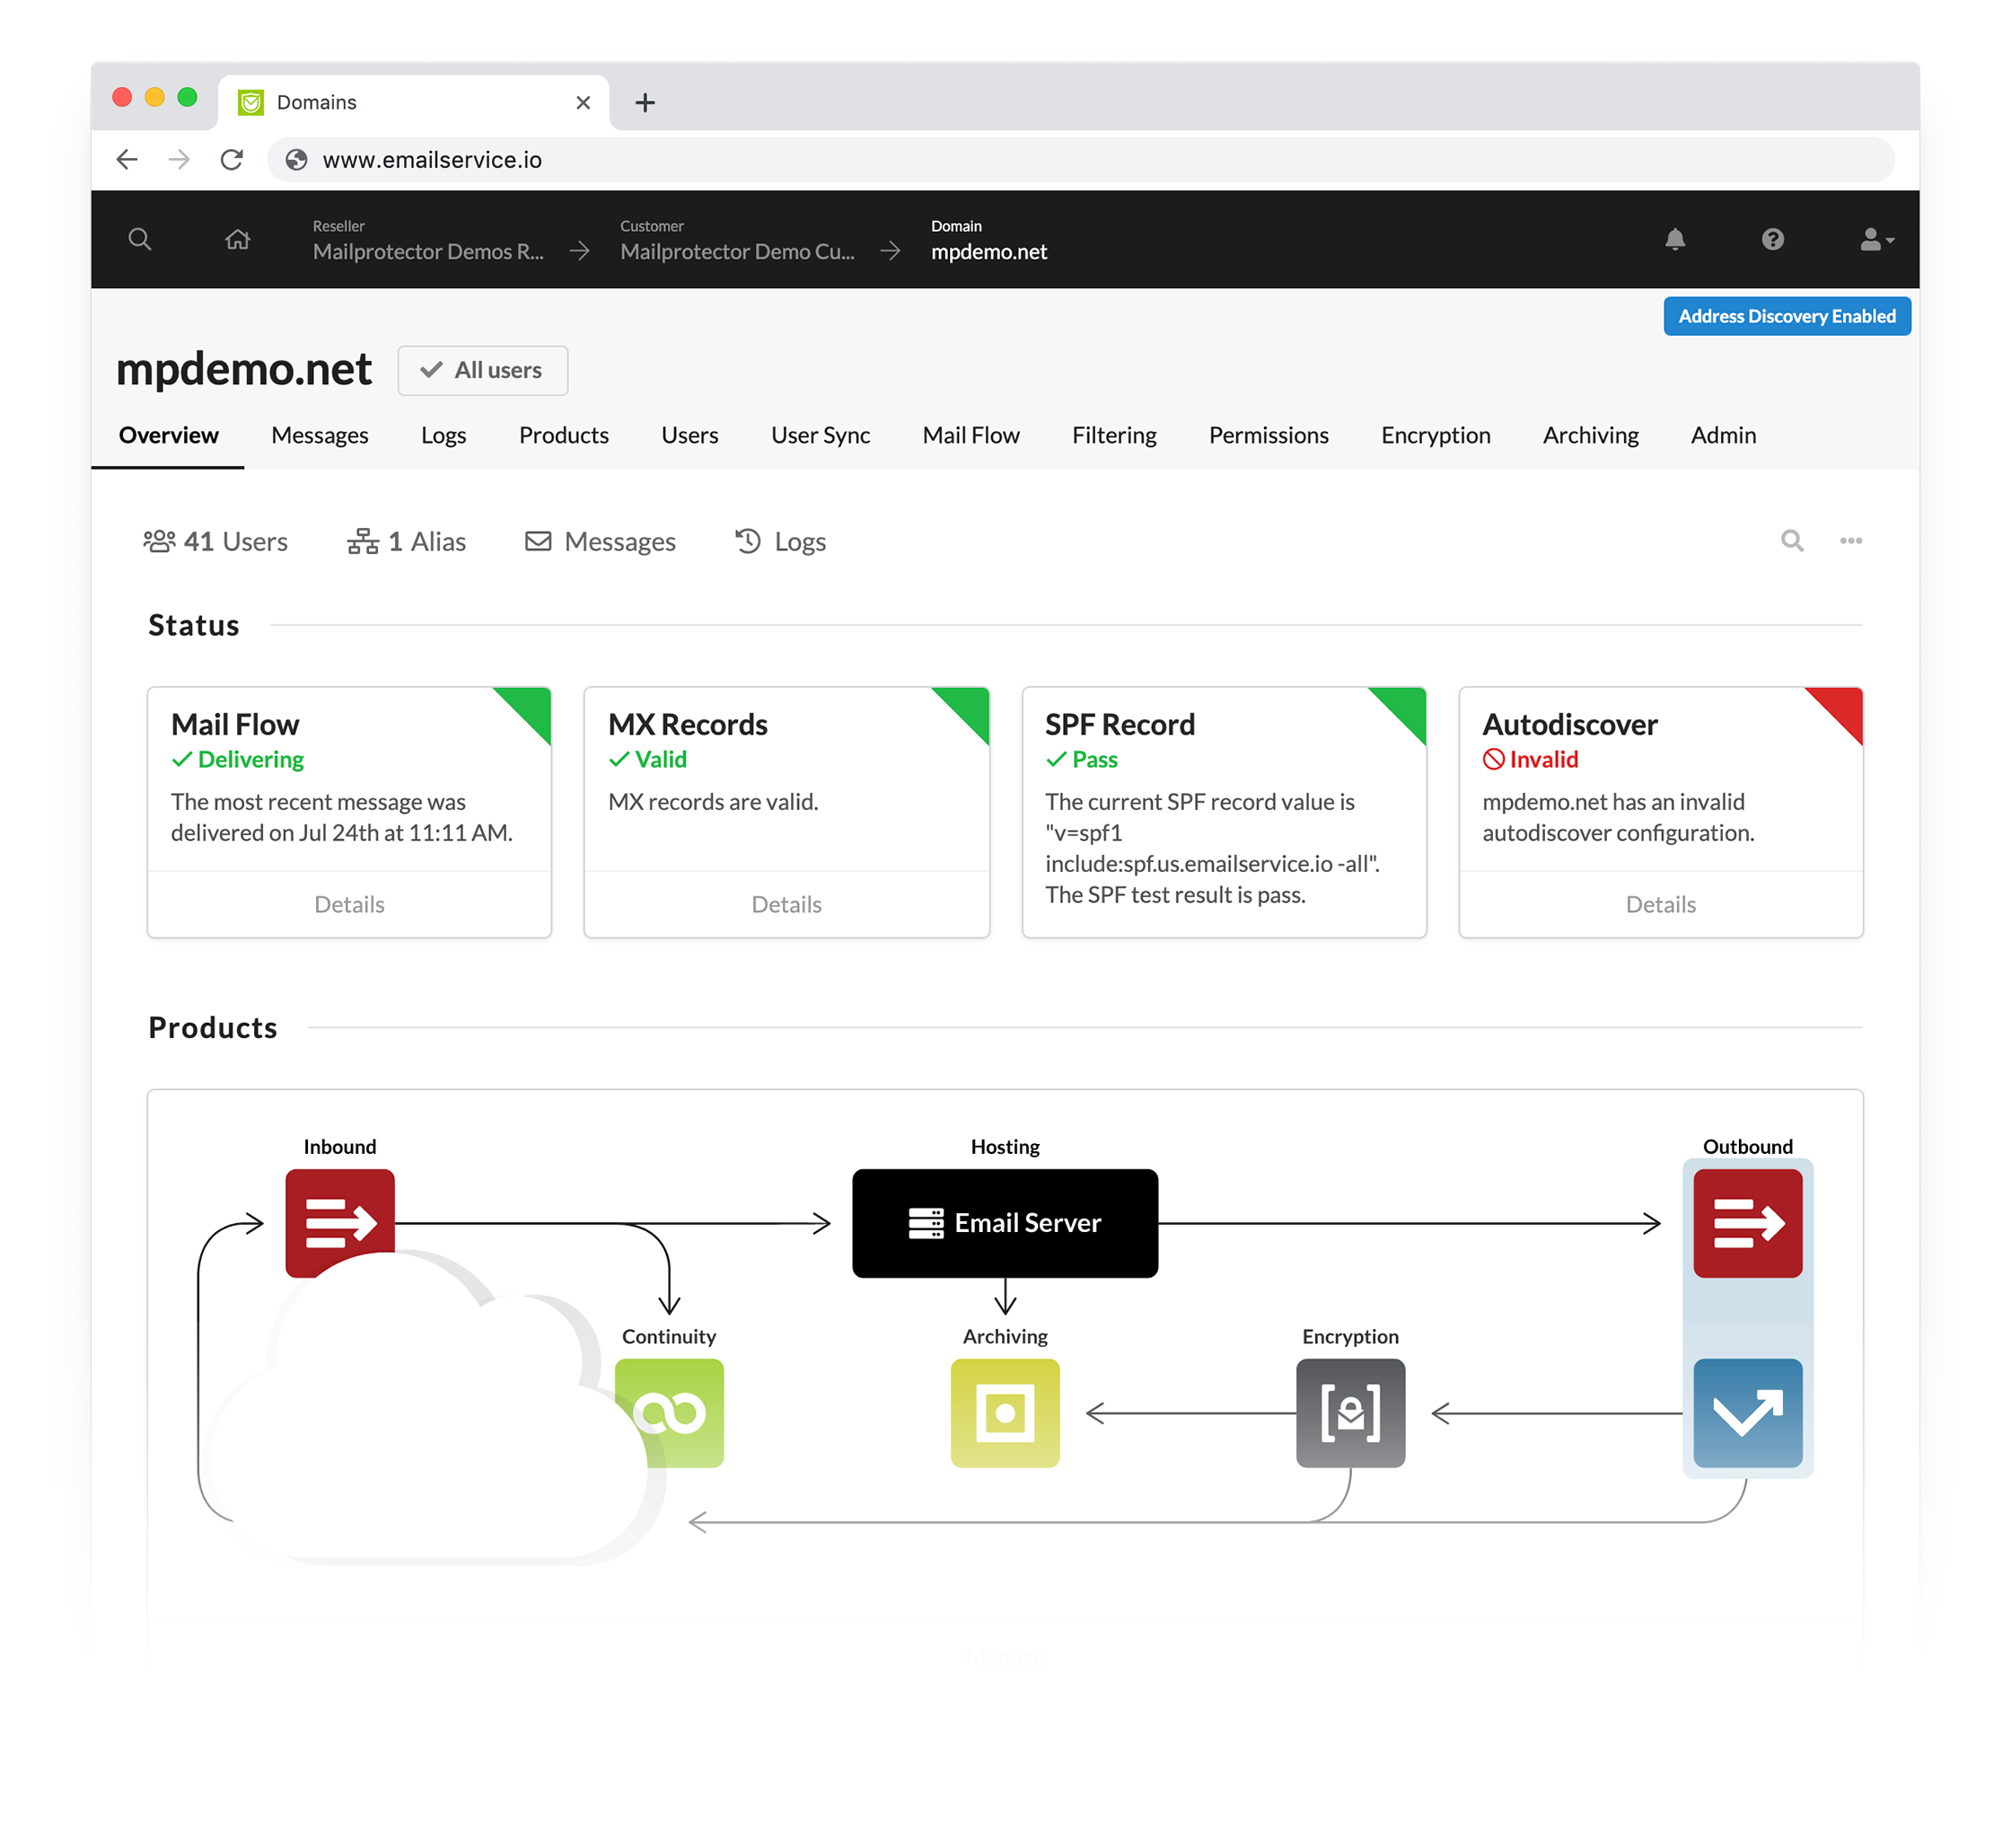 Domains
www.emailservice.io
Reseller
Mailprotector Demos R...
Customer
Mailprotector Demo Cu...
Domain
mpdemo.net
Address Discovery Enabled
mpdemo.net
All users
Overview Messages Logs Products Users User Sync Mail Flow Filtering Permissions Encryption Archiving Admin
41 Users 1 Alias Messages Logs
Status
Mail Flow
Delivering
The most recent message was
delivered on Jul 24th at 11:11 AM.
Details
MX Records
Valid
MX records are valid.
Details
SPF Record
Pass
The current SPF record value is
"v=spf1
include:spf.us.emailservice.io -all".
The SPF test result is pass.
Autodiscover
Invalid
mpdemo.net has an invalid
autodiscover configuration.
Details
Products
Inbound
Hosting
Outbound
Email Server
Continuity
Archiving
Encryption
Manage